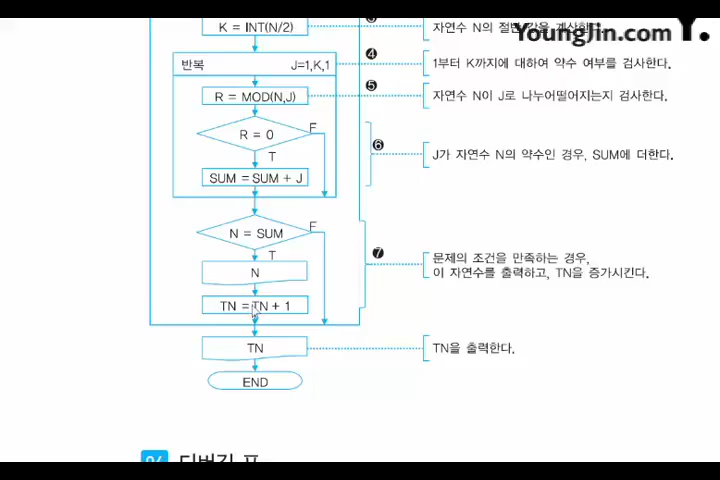 K = INT(N/2)
자연수 N의 절반 값을 계산한다.
YoungJin.com Y.
❹
반복 J=1,K,1
1부터 K까지에 대하여 약수 여부를 검사한다.
❺
R = MOD(N,J)
자연수 N이 J로 나누어떨어지는지 검사한다.
R = 0
F
T
❻
J가 자연수 N의 약수인 경우, SUM에 더한다.
SUM = SUM + J
N = SUM
F
T
❼
문제의 조건을 만족하는 경우,
이 자연수를 출력하고, TN을 증가시킨다.
N
TN = TN + 1
TN
TN을 출력한다.
END